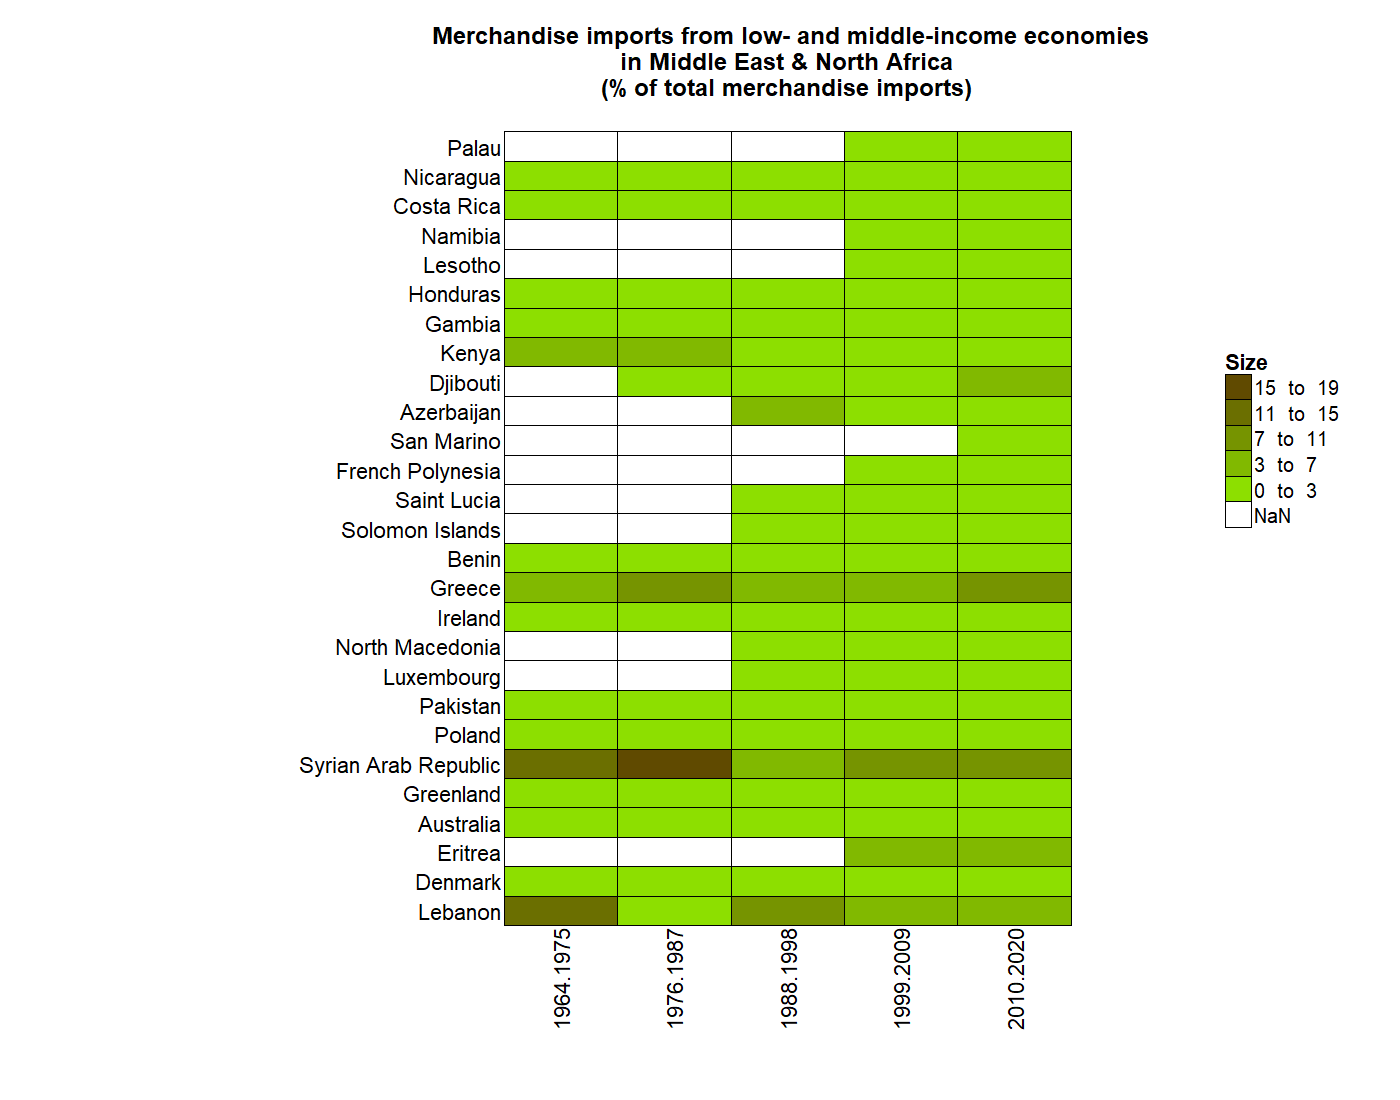 Merchandise imports from low- and middle-income economies
in Middle East & North Africa
(% of total merchandise imports)
Palau
Nicaragua
Costa Rica
Namibia
Lesotho
Honduras
Gambia
Kenya
Djibouti
Azerbaijan
San Marino
French Polynesia
Saint Lucia
Solomon Islands
Benin
Greece
Ireland
North Macedonia
Luxembourg
Pakistan
Poland
Syrian Arab Republic
Greenland
Australia
Eritrea
Denmark
Lebanon
1964.1975
1976.1987
1988.1998
1999.2009
2010.2020
Size
15 to 19
11 to 15
7 to 11
3 to 7
0 to 3
NaN